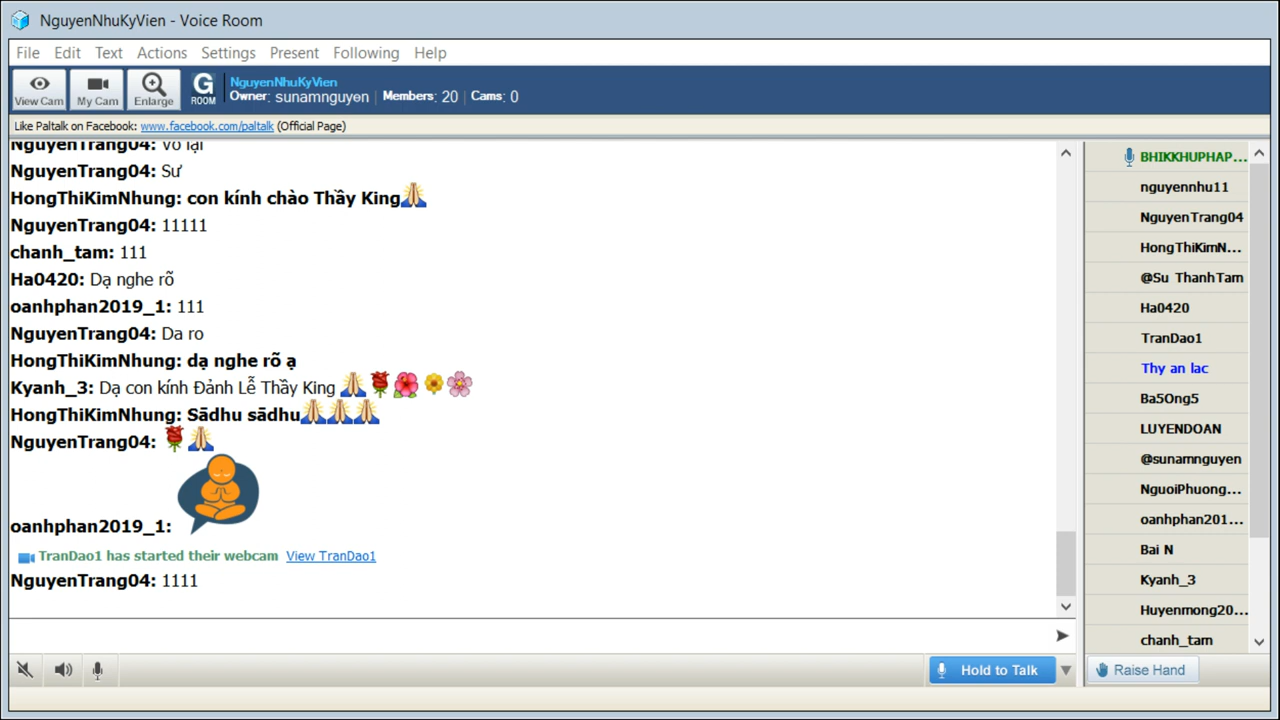 NguyenNhuKyVien - Voice Room
File Edit Text Actions Settings Present Following Help
View Cam
My Cam
Enlarge
G ROOM
NguyenNhuKyVien
Owner: sunamnguyen | Members: 20 | Cams: 0
Like Paltalk on Facebook: www.facebook.com/paltalk (Official Page)
NguyenTrang04: Vô lại
NguyenTrang04: Sư
HongThiKimNhung: con kính chào Thầy King🙏
NguyenTrang04: 11111
chanh_tam: 111
Ha0420: Dạ nghe rõ
oanhphan2019_1: 111
NguyenTrang04: Da ro
HongThiKimNhung: dạ nghe rõ ạ
Kyanh_3: Dạ con kính Đảnh Lễ Thầy King 🙏🌹🌺🌼🌸
HongThiKimNhung: Sādhu sādhu🙏🙏🙏
NguyenTrang04: 🌹🙏
oanhphan2019_1:
TranDao1 has started their webcam View TranDao1
NguyenTrang04: 1111
Hold to Talk
BHIKKHUPHAP...
nguyennhu11
NguyenTrang04
HongThiKimN...
@Su ThanhTam
Ha0420
TranDao1
Thy an lac
Ba5Ong5
LUYENDOAN
@sunamnguyen
NguoiPhuong...
oanhphan201...
Bai N
Kyanh_3
Huyenmong20...
chanh_tam
Raise Hand